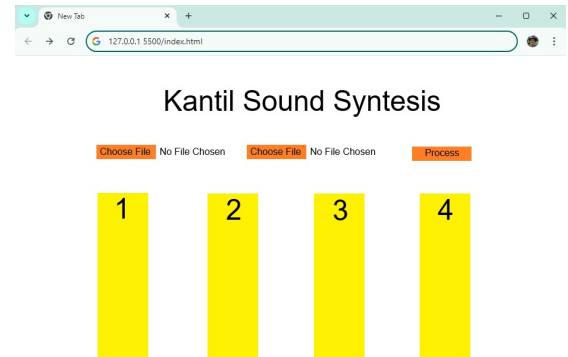 New Tab
127.0.0.1 5500/index.html
Kantil Sound Syntesis
Choose File No File Chosen Choose File No File Chosen Process
1 2 3 4